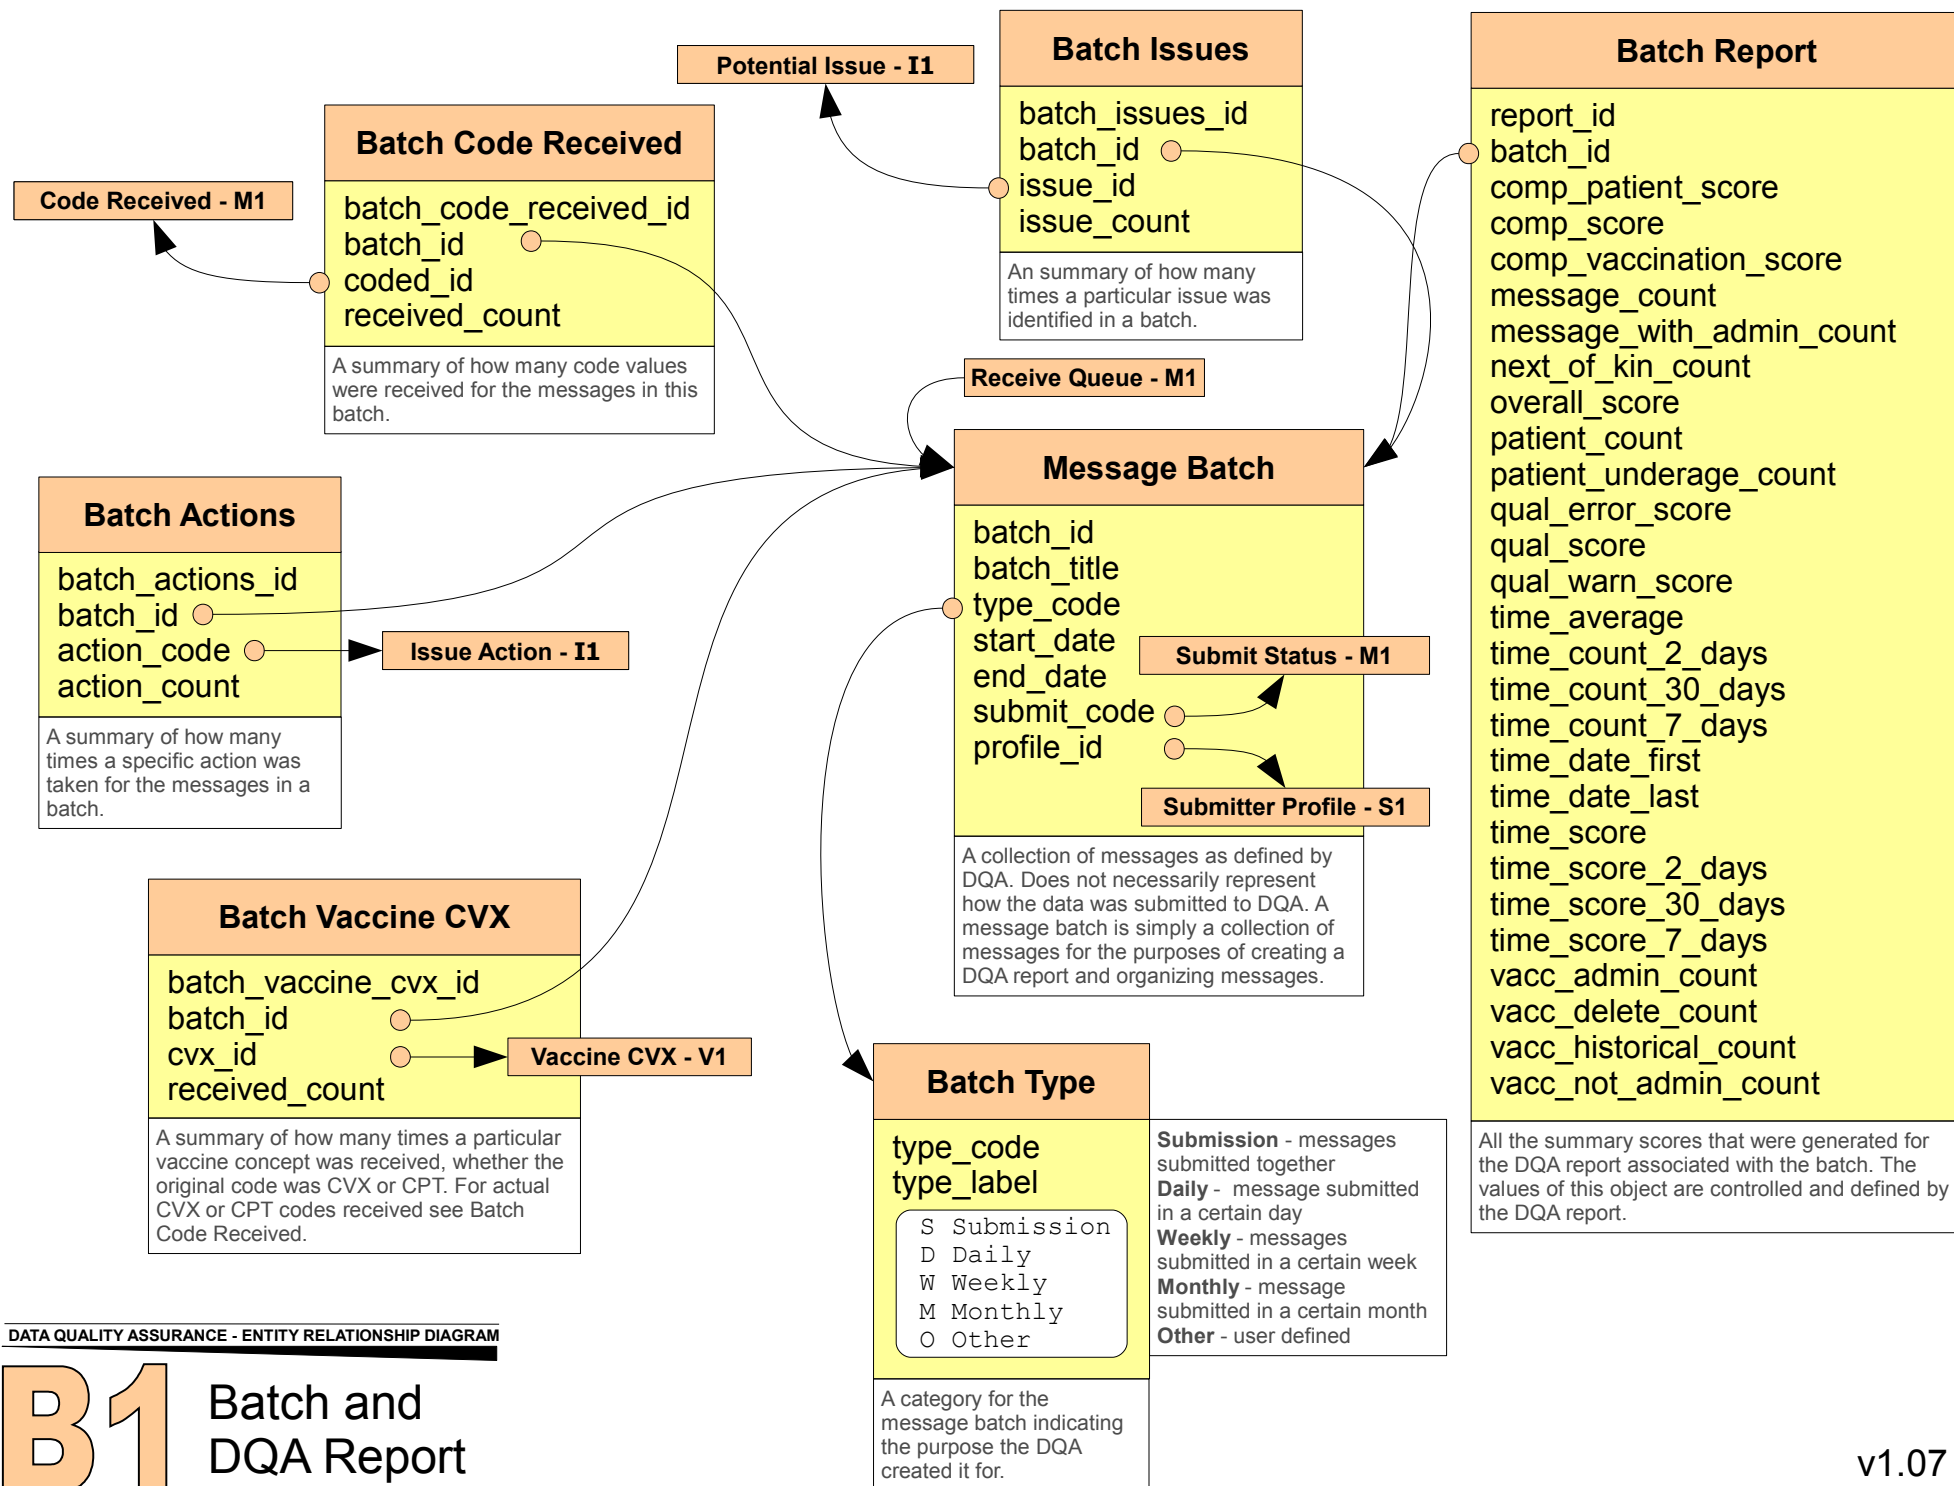 Potential Issue - I1
Batch Issues
batch_issues_id
batch_id
issue_id
issue_count
An summary of how many
times a particular issue was
identified in a batch.
Batch Report
report_id
batch_id
comp_patient_score
comp_score
comp_vaccination_score
message_count
message_with_admin_count
next_of_kin_count
overall_score
patient_count
patient_underage_count
qual_error_score
qual_score
qual_warn_score
time_average
time_count_2_days
time_count_30_days
time_count_7_days
time_date_first
time_date_last
time_score
time_score_2_days
time_score_30_days
time_score_7_days
vacc_admin_count
vacc_delete_count
vacc_historical_count
vacc_not_admin_count
All the summary scores that were generated for
the DQA report associated with the batch. The
values of this object are controlled and defined by
the DQA report.
Batch Code Received
batch_code_received_id
batch_id
coded_id
received_count
A summary of how many code values
were received for the messages in this
batch.
Code Received - M1
Receive Queue - M1
Message Batch
batch_id
batch_title
type_code
start_date
end_date
submit_code
profile_id
Submit Status - M1
Submitter Profile - S1
A collection of messages as defined by
DQA. Does not necessarily represent
how the data was submitted to DQA. A
message batch is simply a collection of
messages for the purposes of creating a
DQA report and organizing messages.
Batch Actions
batch_actions_id
batch_id
action_code
action_count
Issue Action - I1
A summary of how many
times a specific action was
taken for the messages in a
batch.
Batch Vaccine CVX
batch_vaccine_cvx_id
batch_id
cvx_id
received_count
Vaccine CVX - V1
A summary of how many times a particular
vaccine concept was received, whether the
original code was CVX or CPT. For actual
CVX or CPT codes received see Batch
Code Received.
Batch Type
type_code
type_label
S Submission
D Daily
W Weekly
M Monthly
O Other
A category for the
message batch indicating
the purpose the DQA
created it for.
Submission - messages
submitted together
Daily - message submitted
in a certain day
Weekly - messages
submitted in a certain week
Monthly - message
submitted in a certain month
Other - user defined
DATA QUALITY ASSURANCE - ENTITY RELATIONSHIP DIAGRAM
B1
Batch and
DQA Report
v1.07